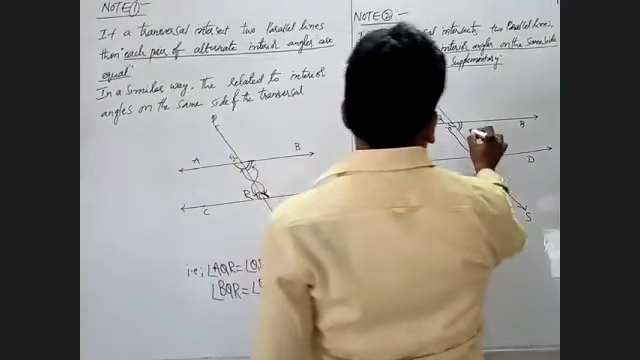 NOTE ① :-
If a transversal intersect two Parallel lines
then "each pair of alternate interior angles are
equal"
In a similar way. The related to interior
angles on the same side of the transversal
P
A
B
Q
R
C
i.e; ∠AQR = ∠Q
∠BQR = ∠
NOTE ② :-
intersects two Parallel lines,
interior angles on the same side
supplementary.
B
D
S